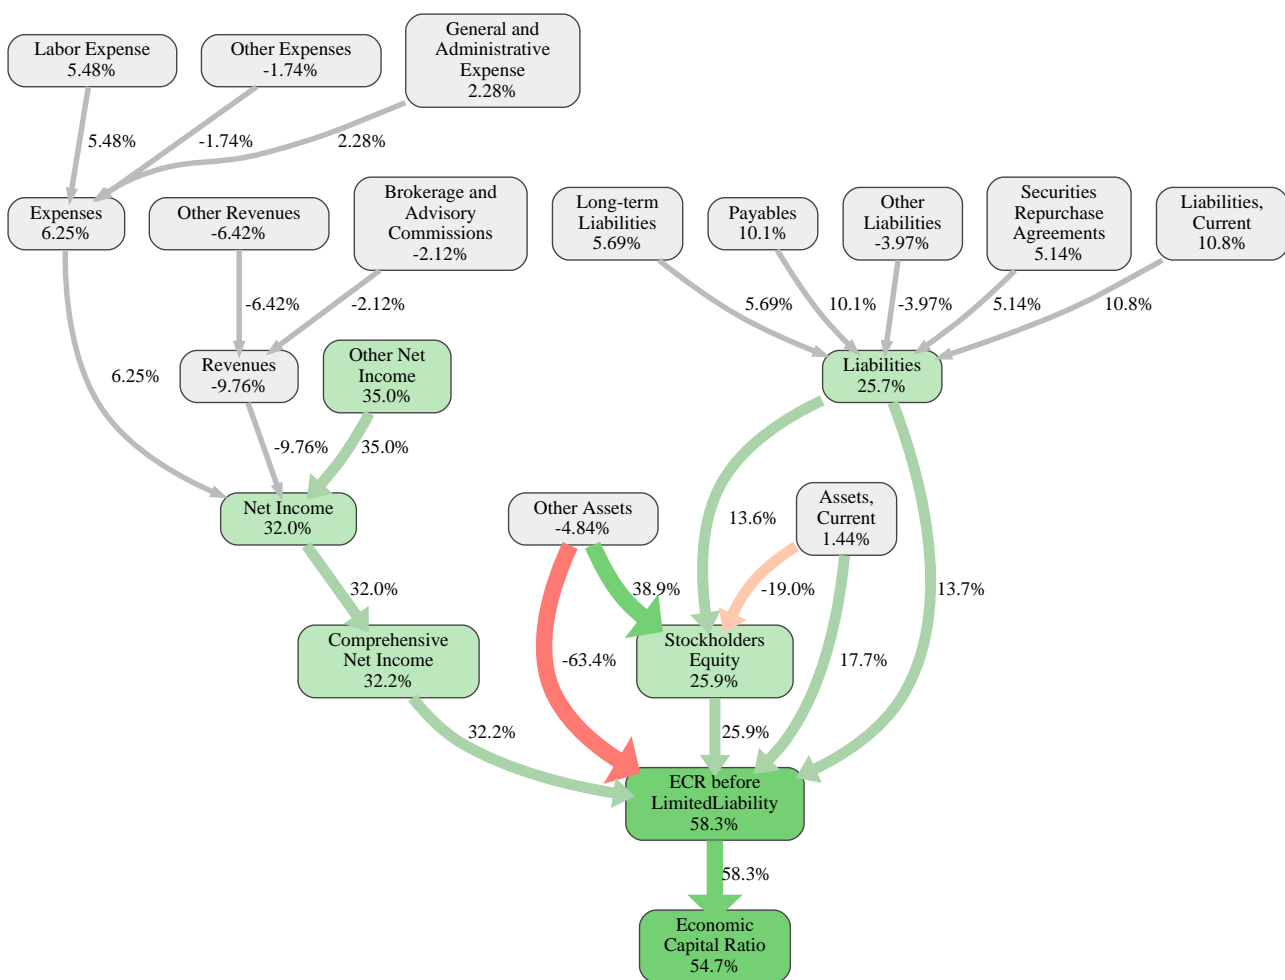 Labor Expense
5.48%
Other Expenses
-1.74%
General and
Administrative
Expense
2.28%
5.48%
-1.74%
2.28%
Expenses
6.25%
Other Revenues
-6.42%
Brokerage and
Advisory
Commissions
-2.12%
Long-term
Liabilities
5.69%
Payables
10.1%
Other
Liabilities
-3.97%
Securities
Repurchase
Agreements
5.14%
Liabilities,
Current
10.8%
-6.42%
-2.12%
5.69%
10.1%
-3.97%
5.14%
10.8%
6.25%
Revenues
-9.76%
Other Net
Income
35.0%
Liabilities
25.7%
-9.76%
35.0%
Net Income
32.0%
Other Assets
-4.84%
13.6%
Assets,
Current
1.44%
32.0%
38.9%
-19.0%
13.7%
Comprehensive
Net Income
32.2%
-63.4%
Stockholders
Equity
25.9%
17.7%
32.2%
25.9%
ECR before
LimitedLiability
58.3%
58.3%
Economic
Capital Ratio
54.7%